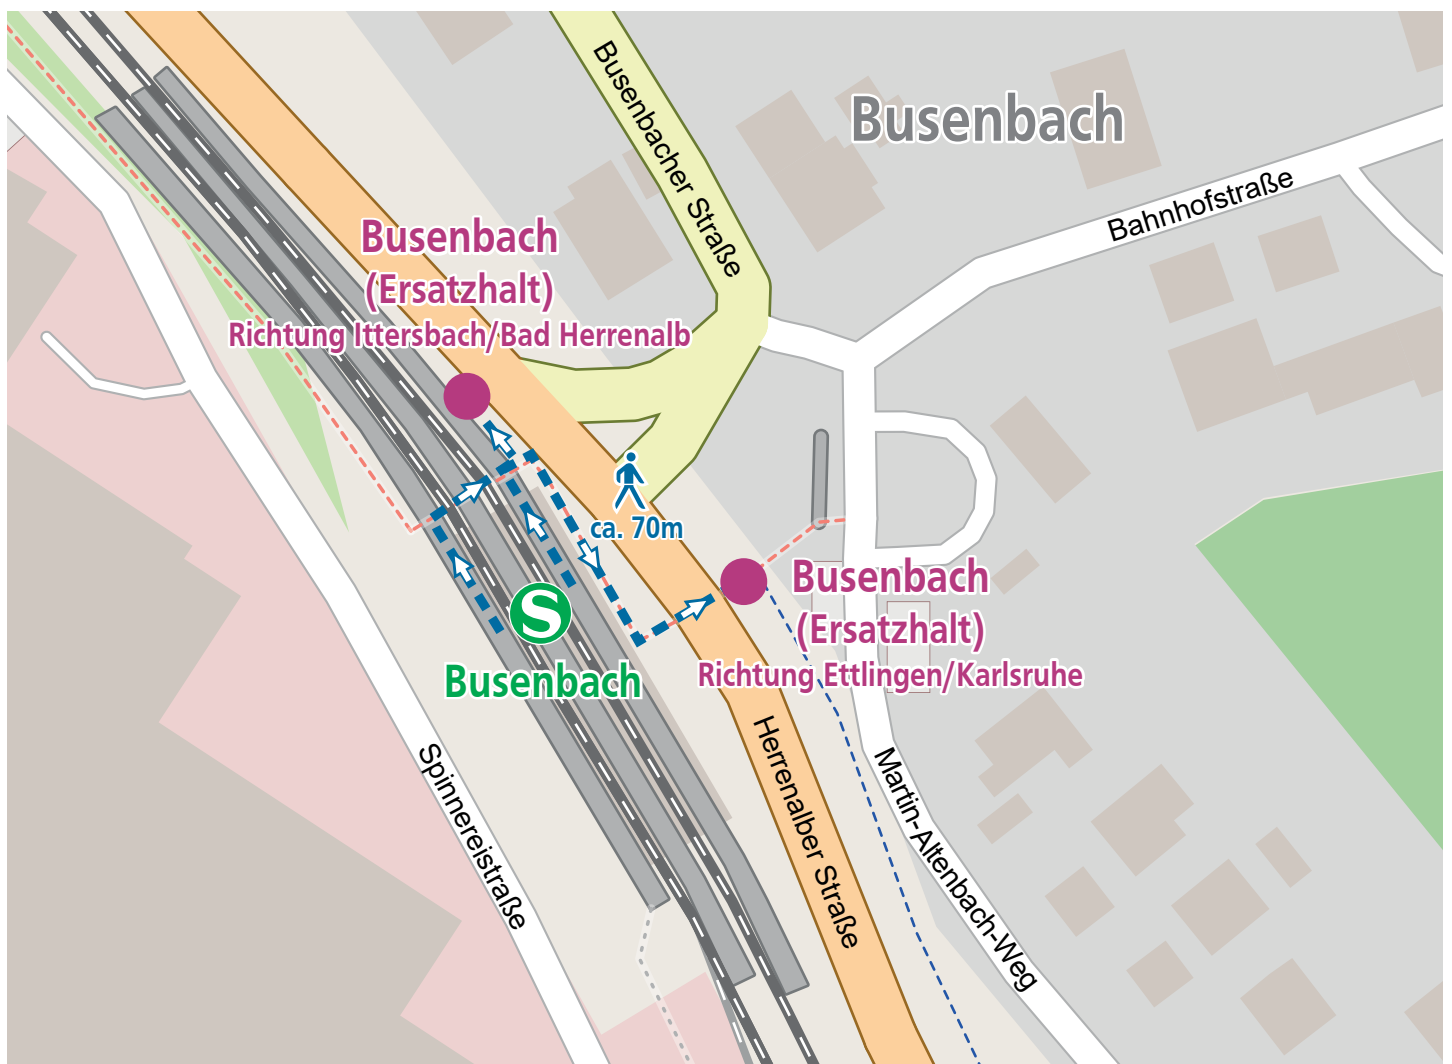 Busenbacher Straße
Busenbach
Bahnhofstraße
Busenbach
(Ersatzhalt)
Richtung Ittersbach/Bad Herrenalb
ca. 70m
Busenbach
(Ersatzhalt)
Richtung Ettlingen/Karlsruhe
S
Busenbach
Spinnereistraße
Herrenalber Straße
Martin-Altenbach-Weg